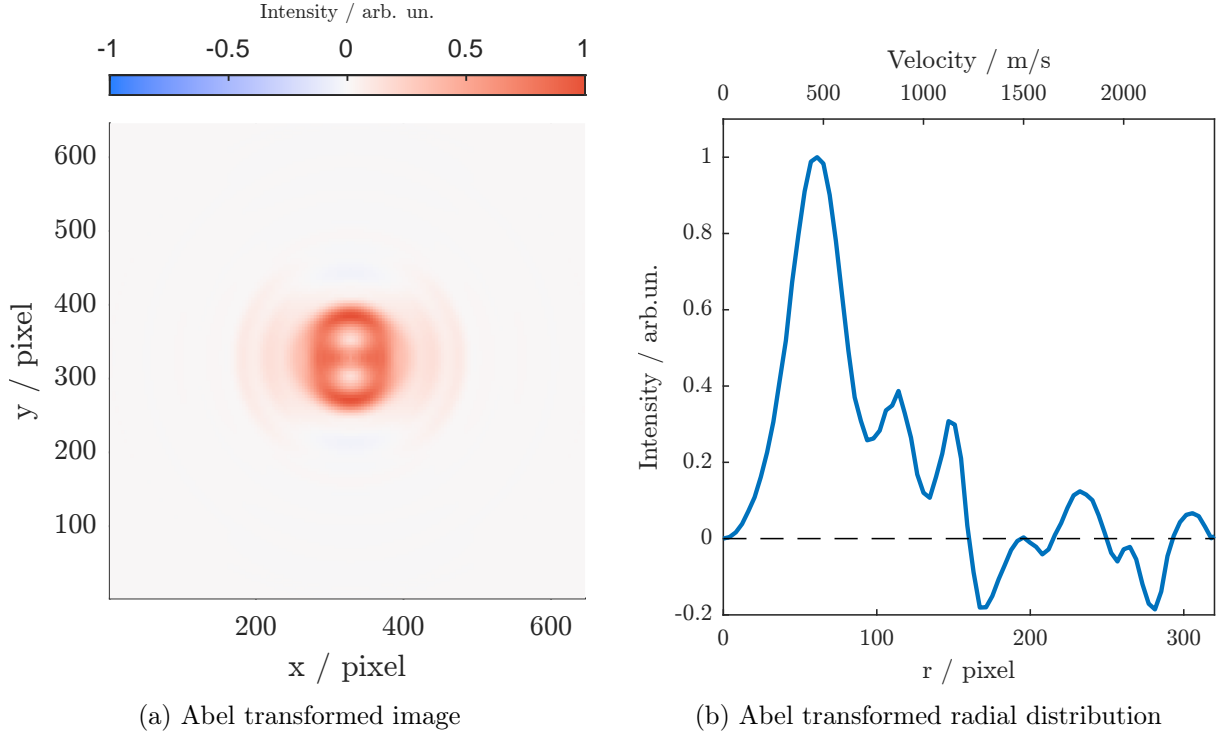 Intensity / arb. un.
-1 -0.5 0 0.5 1
600
500
400
300
200
100
y / pixel
200 400 600
x / pixel
(a) Abel transformed image
Velocity / m/s
0 500 1000 1500 2000
1
0.8
0.6
0.4
0.2
0
-0.2
Intensity / arb.un.
0 100 200 300
r / pixel
(b) Abel transformed radial distribution